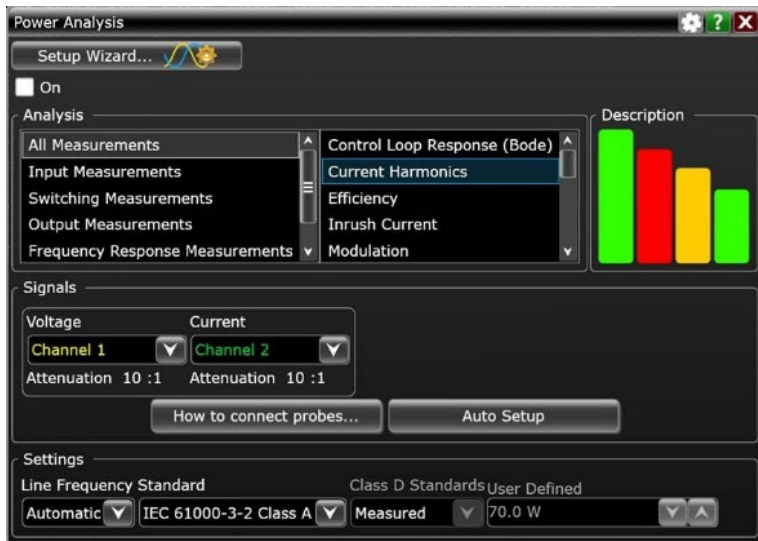 Power Analysis
?
X
Setup Wizard...
On
Analysis
All Measurements
Input Measurements
Switching Measurements
Output Measurements
Frequency Response Measurements
Control Loop Response (Bode)
Current Harmonics
Efficiency
Inrush Current
Modulation
Description
Signals
Voltage Current
Channel 1 Channel 2
Attenuation 10 :1 Attenuation 10 :1
How to connect probes... Auto Setup
Settings
Line Frequency Standard Class D Standards User Defined
Automatic IEC 61000-3-2 Class A Measured 70.0 W